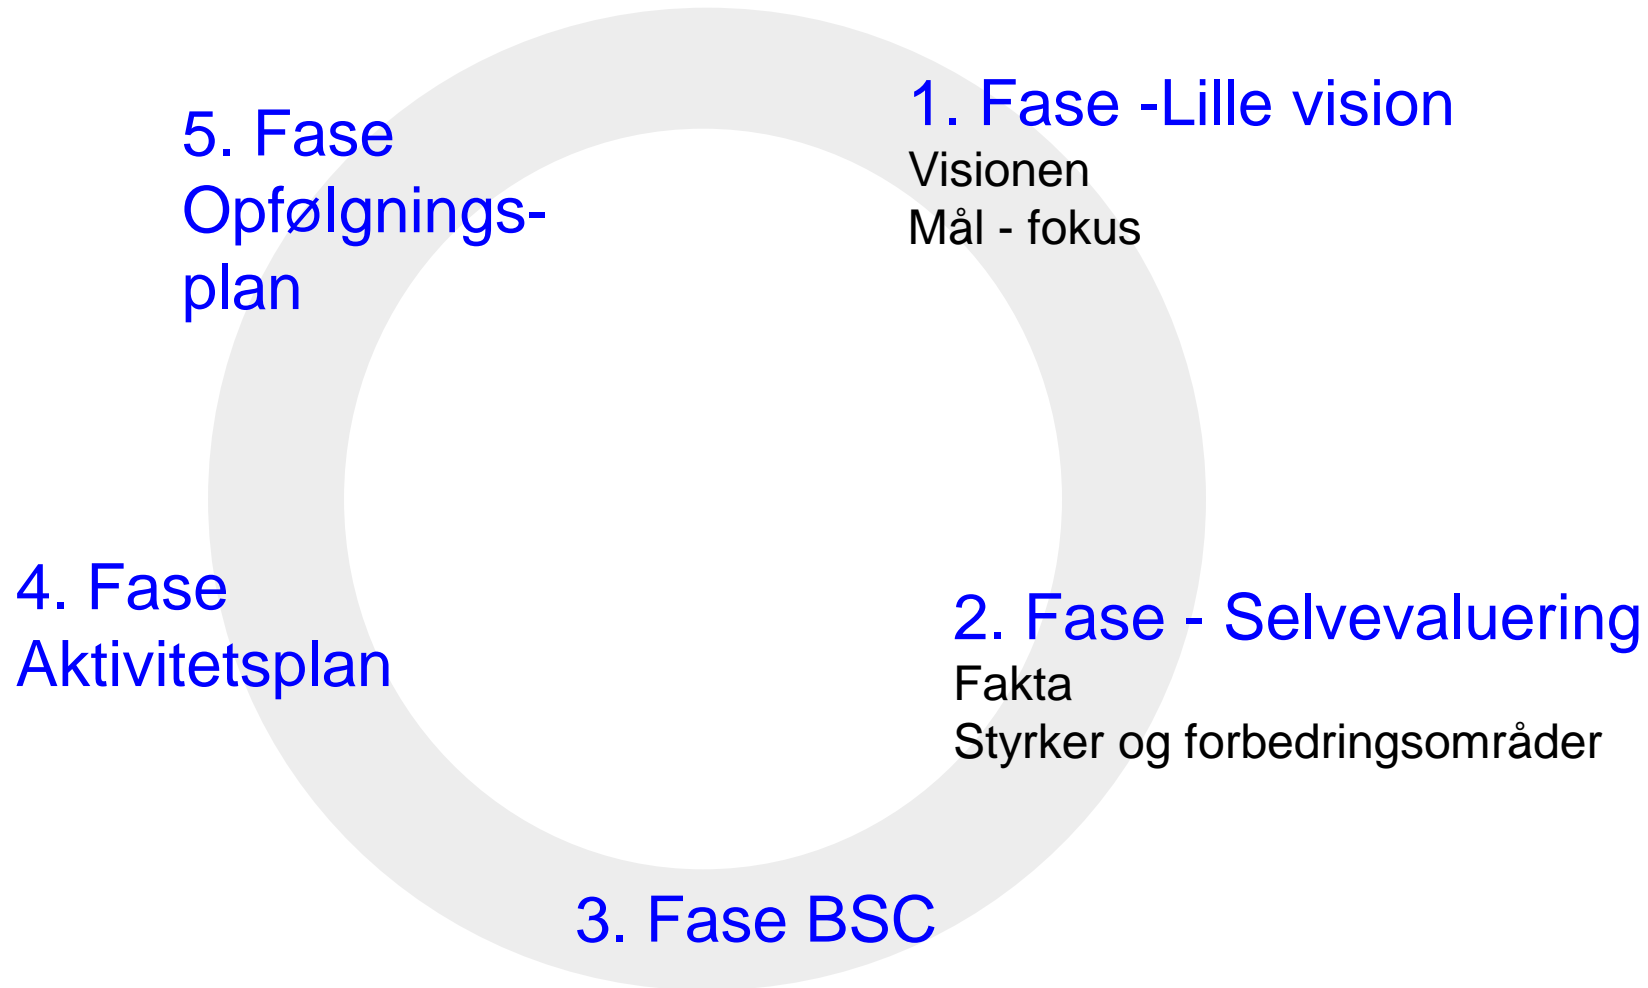 1. Fase -Lille vision
Visionen
Mål - fokus
2. Fase - Selvevaluering
Fakta
Styrker og forbedringsområder
3. Fase BSC
4. Fase
Aktivitetsplan
5. Fase
Opfølgnings-
plan